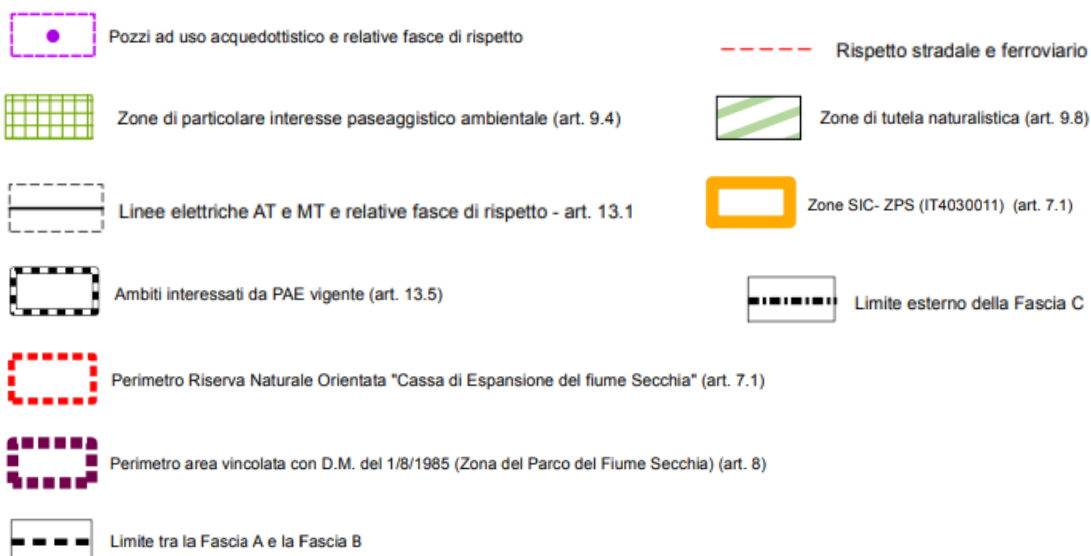 Pozzi ad uso acquedottistico e relative fasce di rispetto
Rispetto stradale e ferroviario
Zone di particolare interesse paseaggistico ambientale (art. 9.4)
Zone di tutela naturalistica (art. 9.8)
Linee elettriche AT e MT e relative fasce di rispetto - art. 13.1
Zone SIC- ZPS (IT4030011) (art. 7.1)
Ambiti interessati da PAE vigente (art. 13.5)
Limite esterno della Fascia C
Perimetro Riserva Naturale Orientata "Cassa di Espansione del fiume Secchia" (art. 7.1)
Perimetro area vincolata con D.M. del 1/8/1985 (Zona del Parco del Fiume Secchia) (art. 8)
Limite tra la Fascia A e la Fascia B